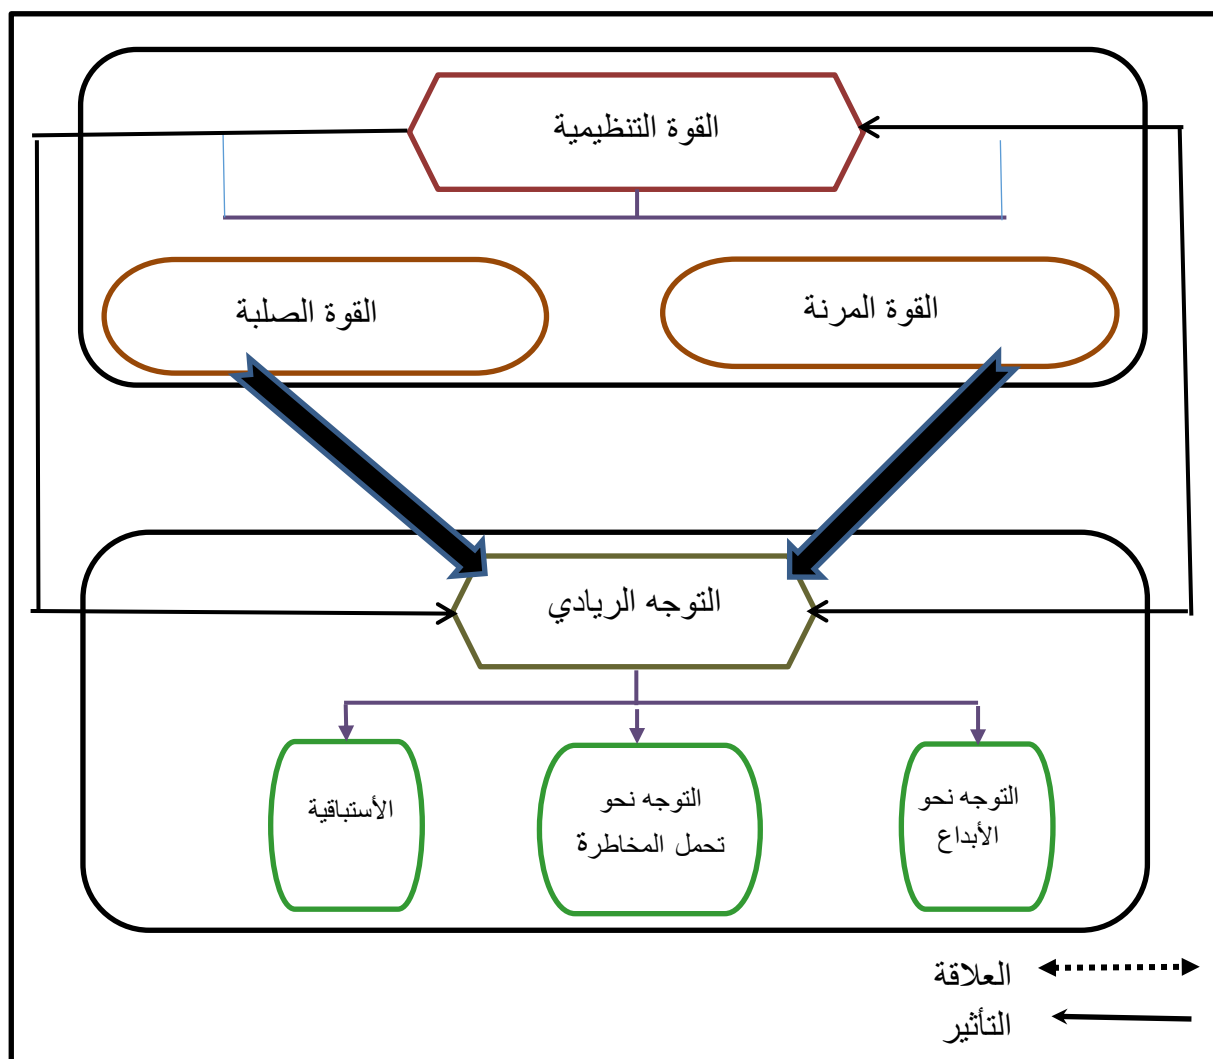 القوة التنظيمية
القوة المرنة
القوة الصلبة
التوجه الريادي
التوجه نحو
الأبداع
التوجه نحو
تحمل المخاطرة
الأستباقية
العلاقة
التأثير